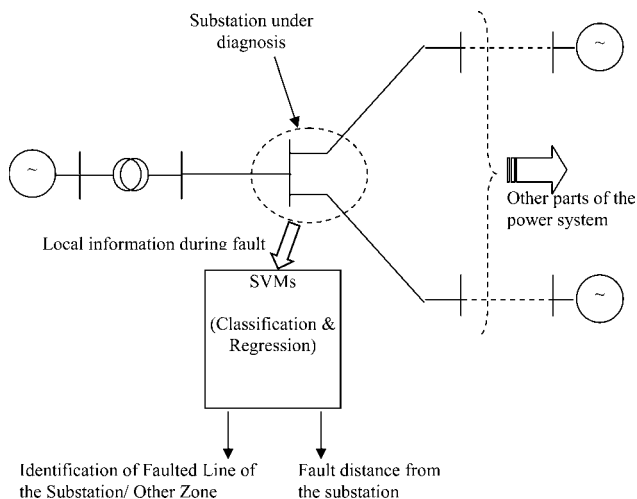 Substation under
diagnosis
~
~
Other parts of the
power system
Local information during fault
SVMs
(Classification &
Regression)
~
Identification of Faulted Line of
the Substation/ Other Zone
Fault distance from
the substation